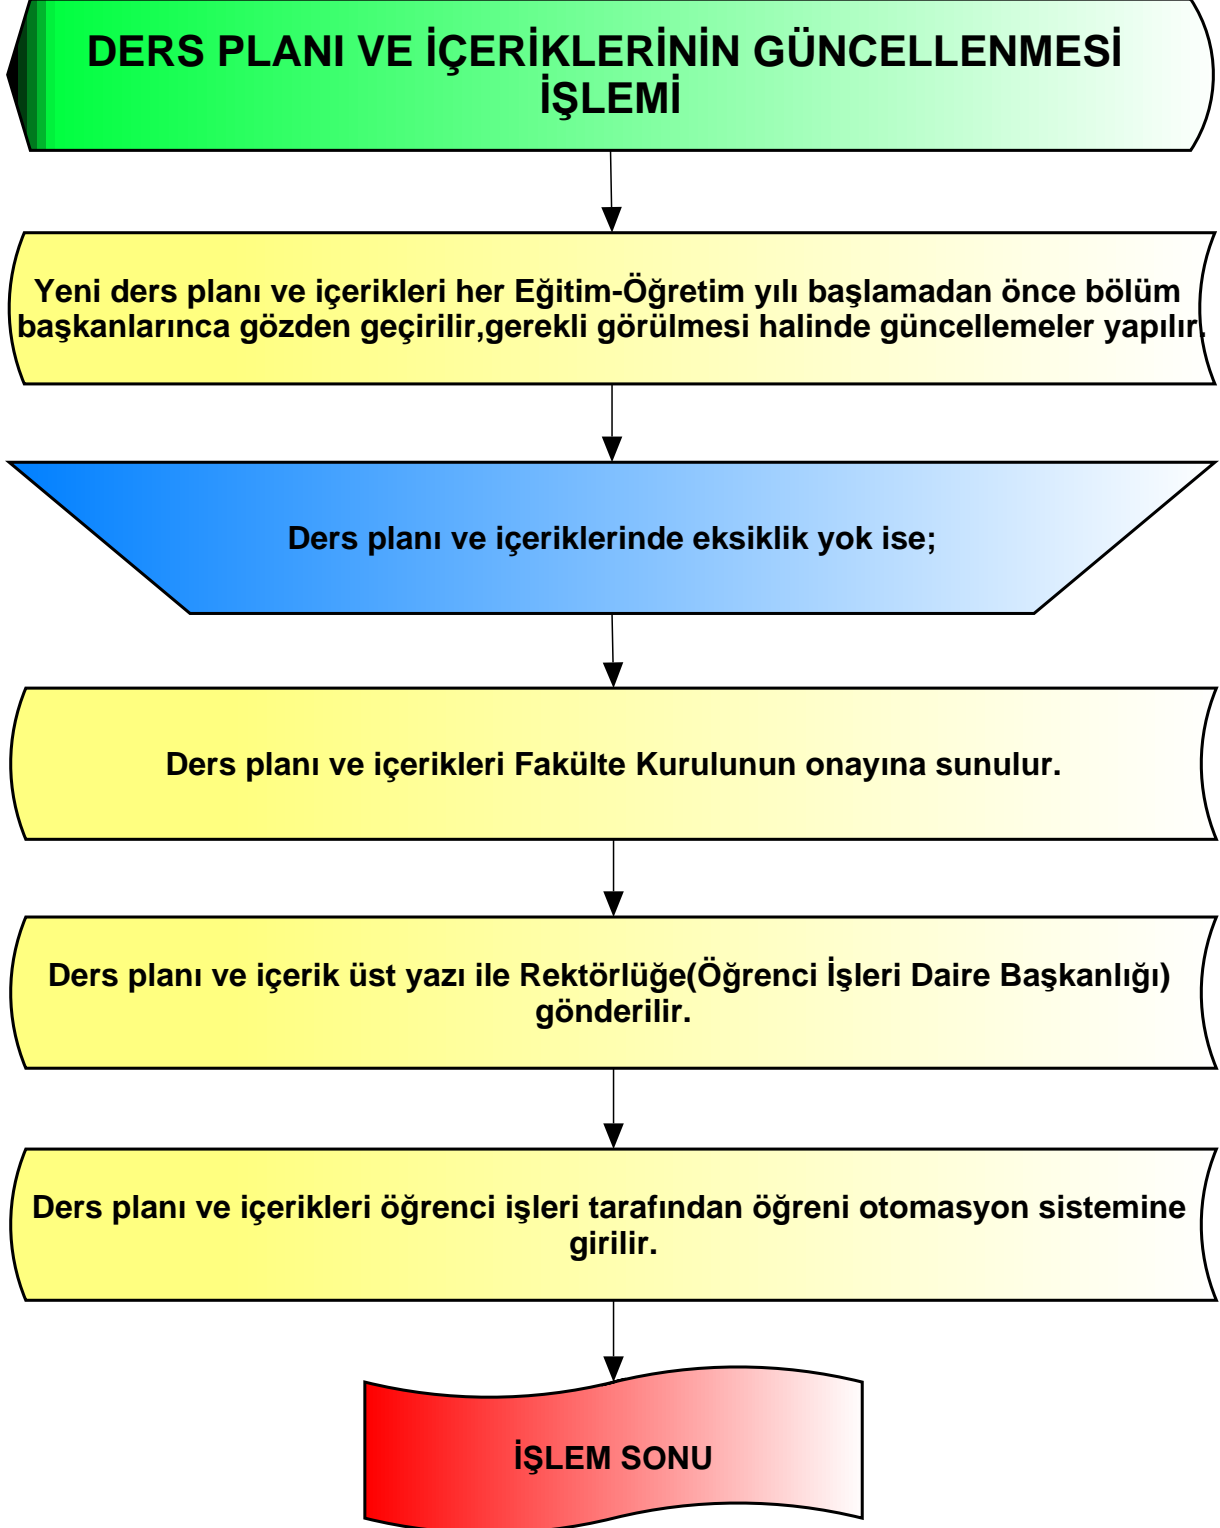 DERS PLANI VE İÇERİKLERİNİN GÜNCELLENMESİ
İŞLEMİ
Yeni ders planı ve içerikleri her Eğitim-Öğretim yılı başlamadan önce bölüm
başkanlarınca gözden geçirilir,gerekli görülmesi halinde güncellemeler yapılır.
Ders planı ve içeriklerinde eksiklik yok ise;
Ders planı ve içerikleri Fakülte Kurulunun onayına sunulur.
Ders planı ve içerik üst yazı ile Rektörlüğe(Öğrenci İşleri Daire Başkanlığı)
gönderilir.
Ders planı ve içerikleri öğrenci işleri tarafından öğreni otomasyon sistemine
girilir.
İŞLEM SONU